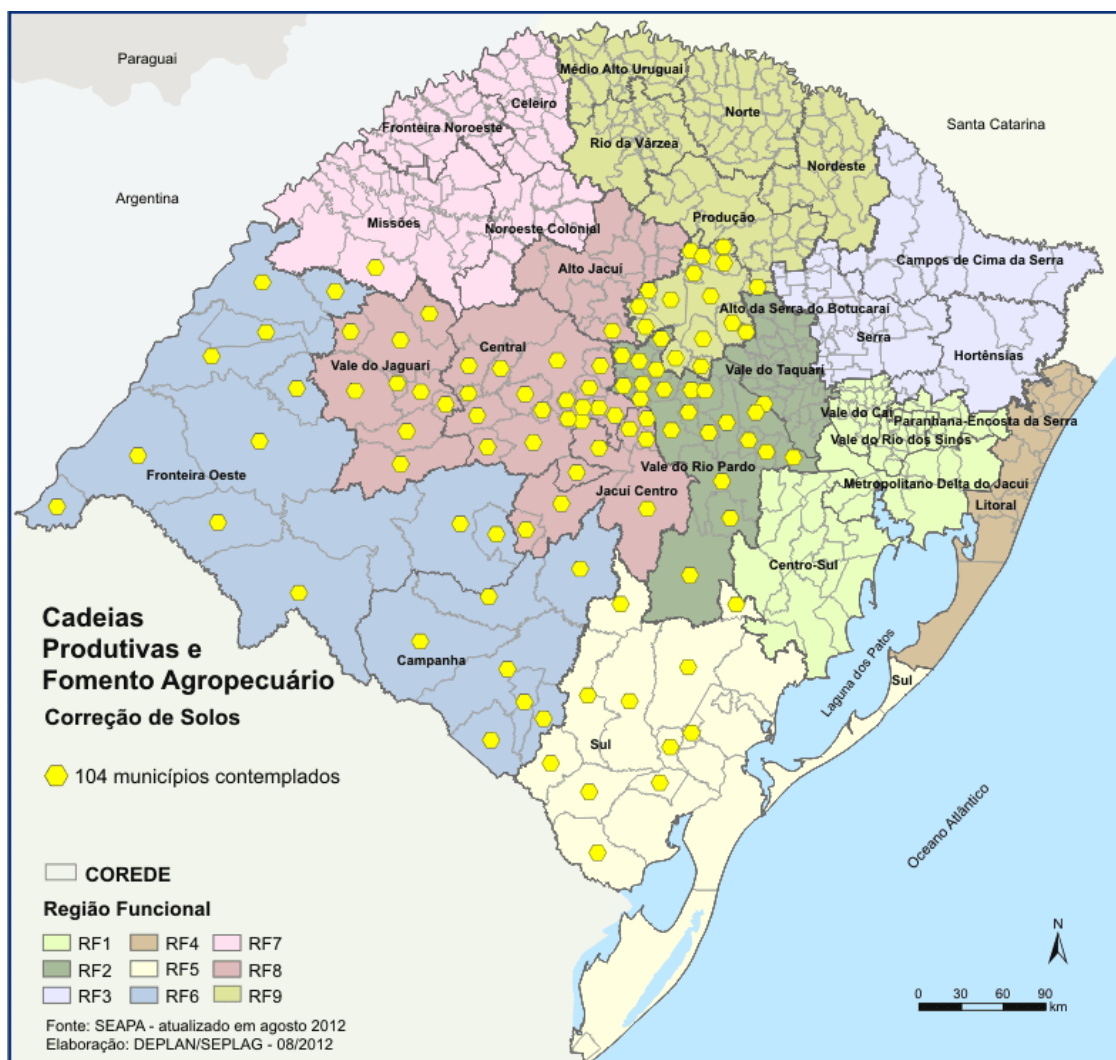 Paraguai
Santa Catarina
Argentina
Médio Alto Uruguai
Celeiro
Norte
Fronteira Noroeste
Rio da Várzea
Nordeste
Missões
Noroeste Colonial
Produção
Alto Jacuí
Campos de Cima da Serra
Alto da Serra do Botucaraí
Serra
Central
Hortênsias
Vale do Jaguarí
Vale do Taquari
Vale do Caí
Paranhana-Encosta da Serra
Vale do Rio dos Sinos
Fronteira Oeste
Vale do Rio Pardo
Metropolitano Delta do Jacuí
Jacuí Centro
Litoral
Centro-Sul
Campanha
Sul
Laguna dos Patos
Sul
Oceano Atlântico
Cadeias
Produtivas e
Fomento Agropecuário
Correção de Solos
104 municípios contemplados
COREDE
Região Funcional
RF1 RF4 RF7
RF2 RF5 RF8
RF3 RF6 RF9
Fonte: SEAPA - atualizado em agosto 2012
Elaboração: DEPLAN/SEPLAG - 08/2012
N
0 30 60 90
km